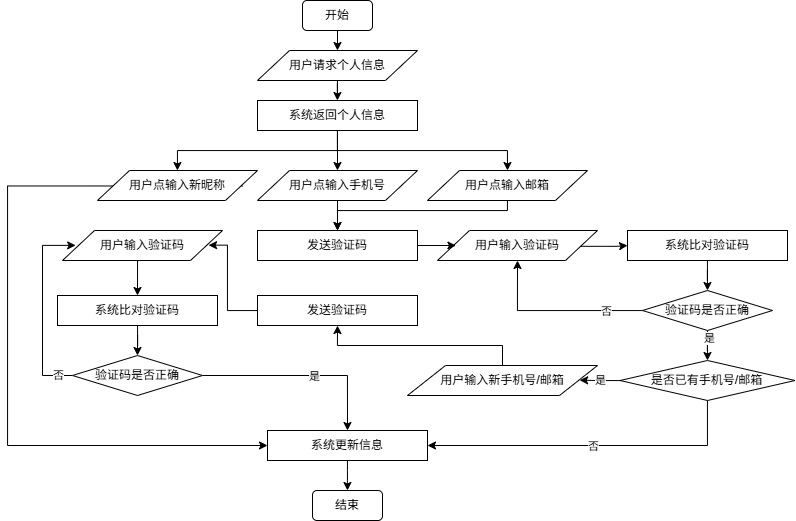 开始
用户请求个人信息
系统返回个人信息
用户点输入新昵称
用户点输入手机号
用户点输入邮箱
用户输入验证码
发送验证码
用户输入验证码
系统比对验证码
系统比对验证码
发送验证码
否
验证码是否正确
是
否
验证码是否正确
是
用户输入新手机号/邮箱
是
是否已有手机号/邮箱
系统更新信息
否
结束